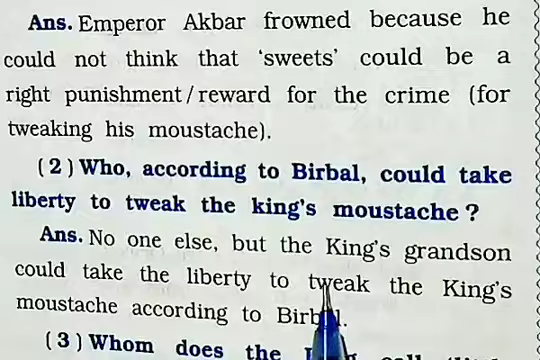 Ans. Emperor Akbar frowned because he
could not think that ‘sweets’ could be a
right punishment / reward for the crime (for
tweaking his moustache).
(2) Who, according to Birbal, could take
liberty to tweak the king's moustache ?
Ans. No one else, but the King's grandson
could take the liberty to tweak the King's
moustache according to Birbal.
(3) Whom does the